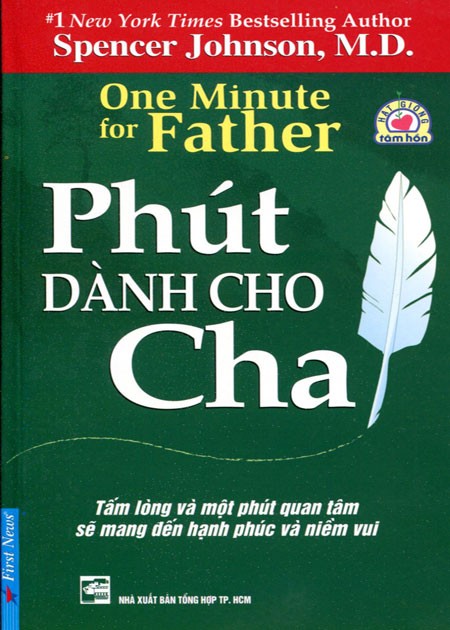 #1 New York Times Bestselling Author
Spencer Johnson, M.D.
One Minute
for Father
HẠT GIỐNG
tâm hồn
Phút
DÀNH CHO
Cha
Tấm lòng và một phút quan tâm
sẽ mang đến hạnh phúc và niềm vui
First News
NHÀ XUẤT BẢN TỔNG HỢP TP. HCM